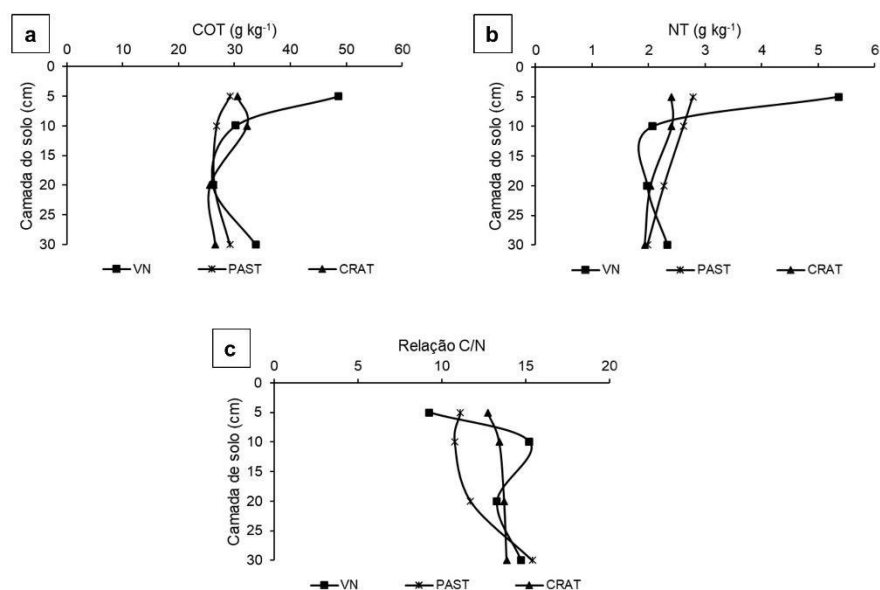 a
COT (g kg⁻¹)
0 10 20 30 40 50 60
Camada do solo (cm)
0
5
10
15
20
25
30
VN PAST CRAT
b
NT (g kg⁻¹)
0 1 2 3 4 5 6
Camada do solo (cm)
0
5
10
15
20
25
30
VN PAST CRAT
c
Relação C/N
0 5 10 15 20
Camada de solo (cm)
0
5
10
15
20
25
30
VN PAST CRAT